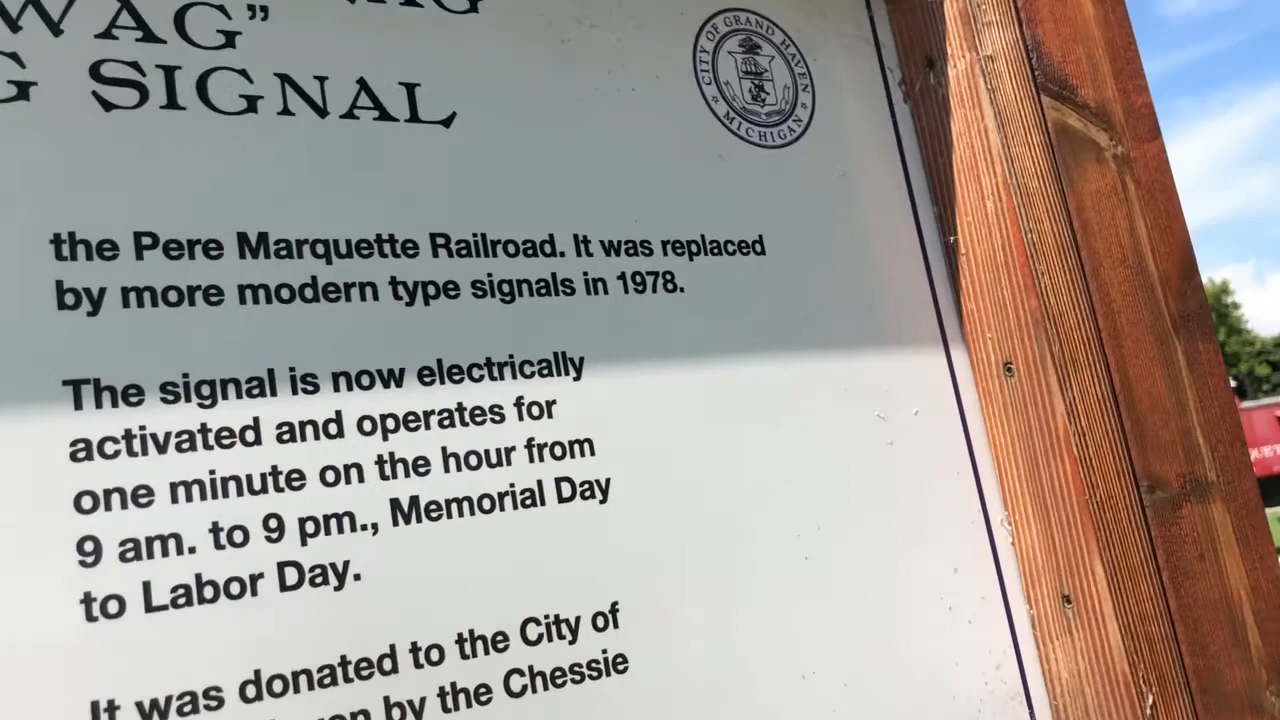 WAG”
G SIGNAL
CITY OF GRAND HAVEN
MICHIGAN
the Pere Marquette Railroad. It was replaced
by more modern type signals in 1978.
The signal is now electrically
activated and operates for
one minute on the hour from
9 am. to 9 pm., Memorial Day
to Labor Day.
It was donated to the City of
by the Chessie